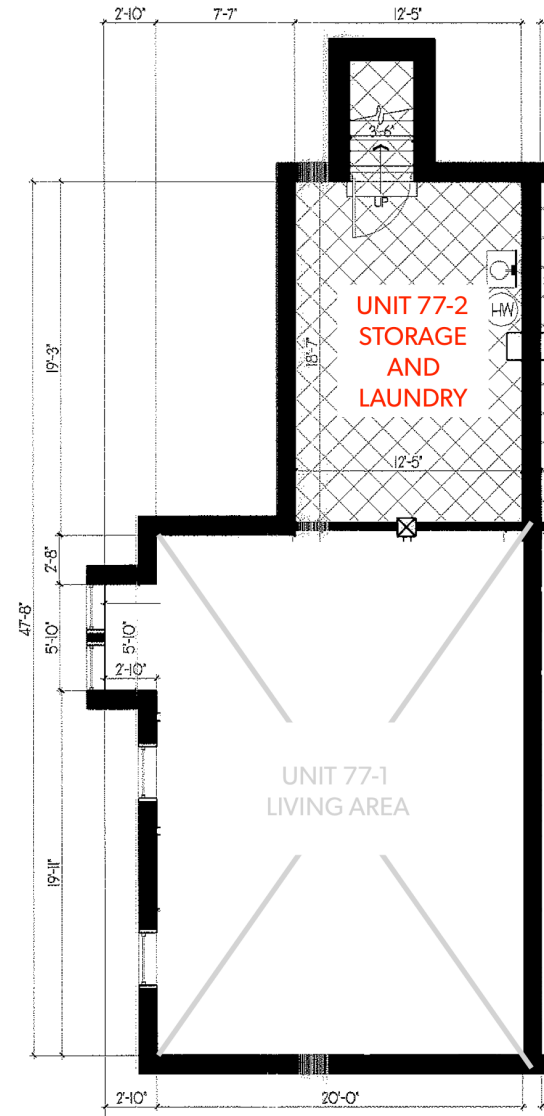 2'-10"
7'-7"
12'-5"
3'-6"
UP
UNIT 77-2
STORAGE
AND
LAUNDRY
HW
19'-3"
18'-7"
12'-5"
2'-8"
47'-8"
5'-10"
5'-10"
2'-10"
UNIT 77-1
LIVING AREA
19'-11"
2'-10"
20'-0"